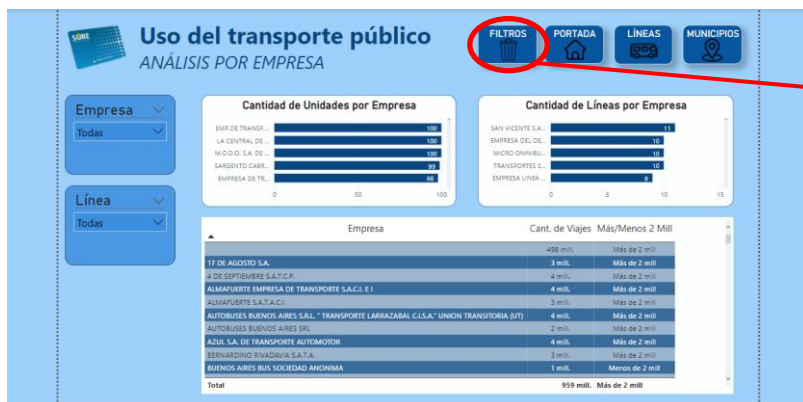 SUBE
Uso del transporte público
ANÁLISIS POR EMPRESA
FILTROS
PORTADA
LÍNEAS
MUNICIPIOS
Empresa
Todas
Línea
Todas
Cantidad de Unidades por Empresa
EMP.DE TRANSP... 100
LA CENTRAL DE ... 100
M.O.D.O. S.A. DE ... 100
SARGENTO CABR... 99
EMPRESA DE TR... 98
0 50 100
Cantidad de Líneas por Empresa
SAN VICENTE S.A... 11
EMPRESA DEL OE... 10
MICRO OMNIBU... 10
TRANSPORTES S... 10
EMPRESA LINEA ... 9
0 5 10 15
Empresa Cant. de Viajes Más/Menos 2 Mill
498 mill. Más de 2 mill
17 DE AGOSTO S.A. 3 mill. Más de 2 mill
4 DE SEPTIEMBRE S.A.T.C.P. 4 mill. Más de 2 mill
ALMAFUERTE EMPRESA DE TRANSPORTE S.A.C.I. E I 4 mill. Más de 2 mill
ALMAFUERTE S.A.T.A.C.I. 3 mill. Más de 2 mill
AUTOBUSES BUENOS AIRES S.R.L. " TRANSPORTE LARRAZABAL C.I.S.A." UNION TRANSITORIA (UT) 4 mill. Más de 2 mill
AUTOBUSES BUENOS AIRES SRL 2 mill. Más de 2 mill
AZUL S.A. DE TRANSPORTE AUTOMOTOR 4 mill. Más de 2 mill
BERNARDINO RIVADAVIA S.A.T.A. 3 mill. Más de 2 mill
BUENOS AIRES BUS SOCIEDAD ANONIMA 1 mill. Menos de 2 mill
Total 959 mill. Más de 2 mill